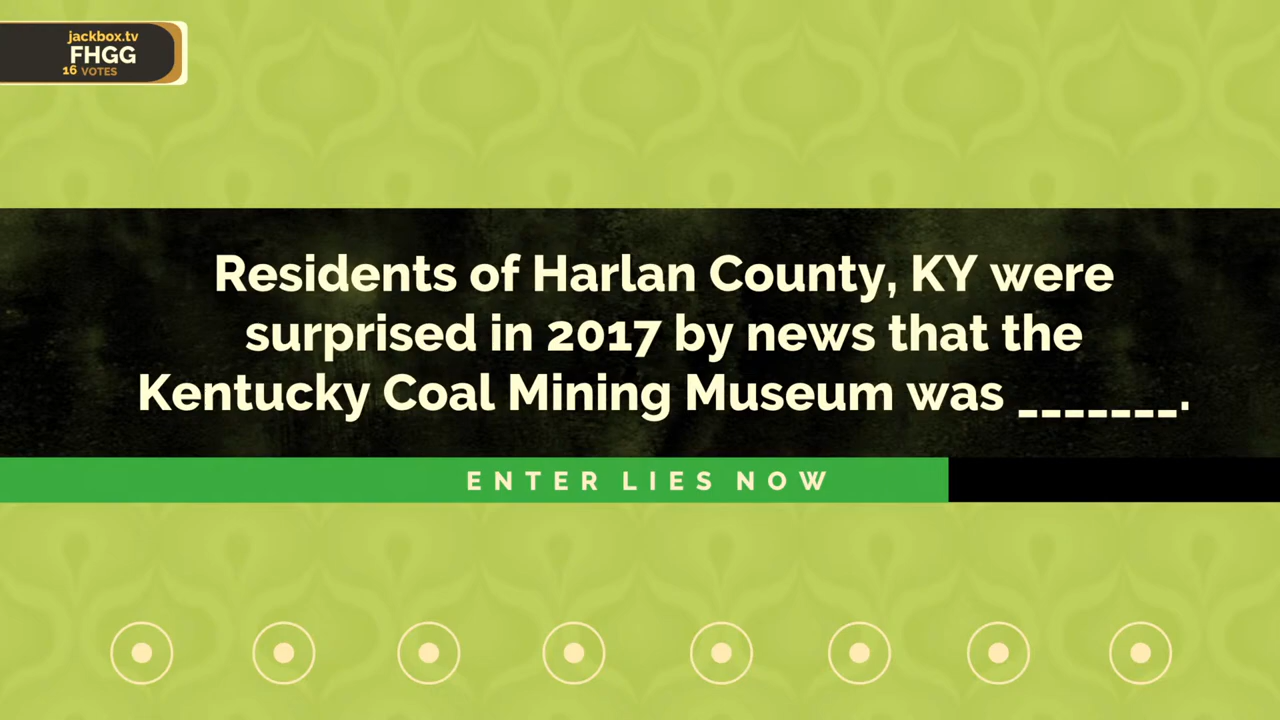 jackbox.tv
FHGG
16 VOTES
Residents of Harlan County, KY were
surprised in 2017 by news that the
Kentucky Coal Mining Museum was _______.
ENTER LIES NOW